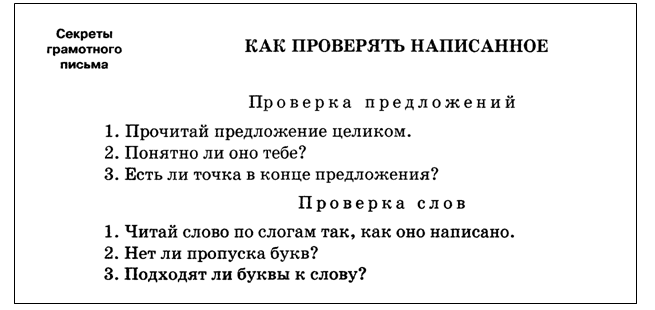 Секреты
грамотного
письма
КАК ПРОВЕРЯТЬ НАПИСАННОЕ
Проверка предложений
1. Прочитай предложение целиком.
2. Понятно ли оно тебе?
3. Есть ли точка в конце предложения?
Проверка слов
1. Читай слово по слогам так, как оно написано.
2. Нет ли пропуска букв?
3. Подходят ли буквы к слову?